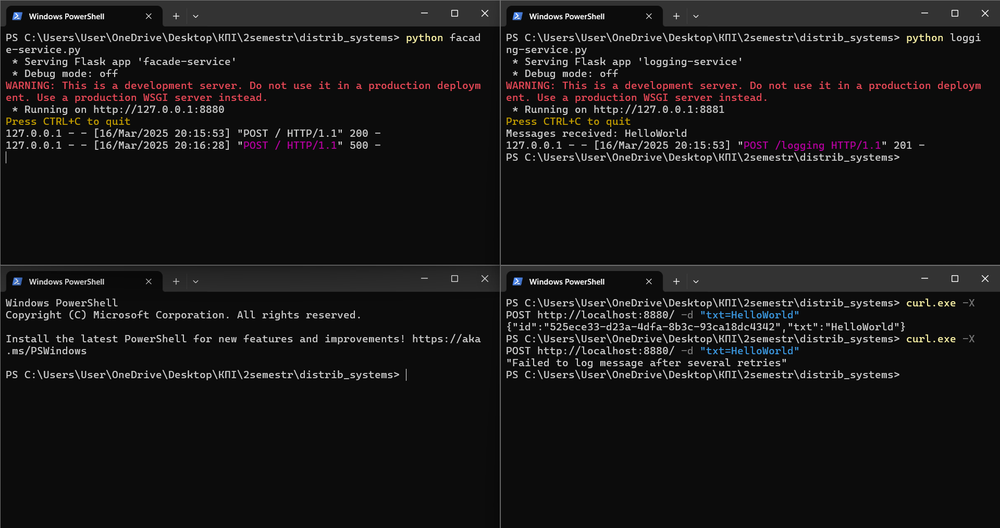 Windows PowerShell
PS C:\Users\User\OneDrive\Desktop\КПІ\2semestr\distrib_systems> python facad
e-service.py
 * Serving Flask app 'facade-service'
 * Debug mode: off
WARNING: This is a development server. Do not use it in a production deploym
ent. Use a production WSGI server instead.
 * Running on http://127.0.0.1:8880
Press CTRL+C to quit
127.0.0.1 - - [16/Mar/2025 20:15:53] "POST / HTTP/1.1" 200 -
127.0.0.1 - - [16/Mar/2025 20:16:28] "POST / HTTP/1.1" 500 -
Windows PowerShell
PS C:\Users\User\OneDrive\Desktop\КПІ\2semestr\distrib_systems> python loggi
ng-service.py
 * Serving Flask app 'logging-service'
 * Debug mode: off
WARNING: This is a development server. Do not use it in a production deploym
ent. Use a production WSGI server instead.
 * Running on http://127.0.0.1:8881
Press CTRL+C to quit
Messages received: HelloWorld
127.0.0.1 - - [16/Mar/2025 20:15:53] "POST /logging HTTP/1.1" 201 -
PS C:\Users\User\OneDrive\Desktop\КПІ\2semestr\distrib_systems>
Windows PowerShell
Windows PowerShell
Copyright (C) Microsoft Corporation. All rights reserved.
Install the latest PowerShell for new features and improvements! https://aka
.ms/PSWindows
PS C:\Users\User\OneDrive\Desktop\КПІ\2semestr\distrib_systems>
Windows PowerShell
PS C:\Users\User\OneDrive\Desktop\КПІ\2semestr\distrib_systems> curl.exe -X
POST http://localhost:8880/ -d "txt=HelloWorld"
{"id":"525ece33-d23a-4dfa-8b3c-93ca18dc4342","txt":"HelloWorld"}
PS C:\Users\User\OneDrive\Desktop\КПІ\2semestr\distrib_systems> curl.exe -X
POST http://localhost:8880/ -d "txt=HelloWorld"
"Failed to log message after several retries"
PS C:\Users\User\OneDrive\Desktop\КПІ\2semestr\distrib_systems>